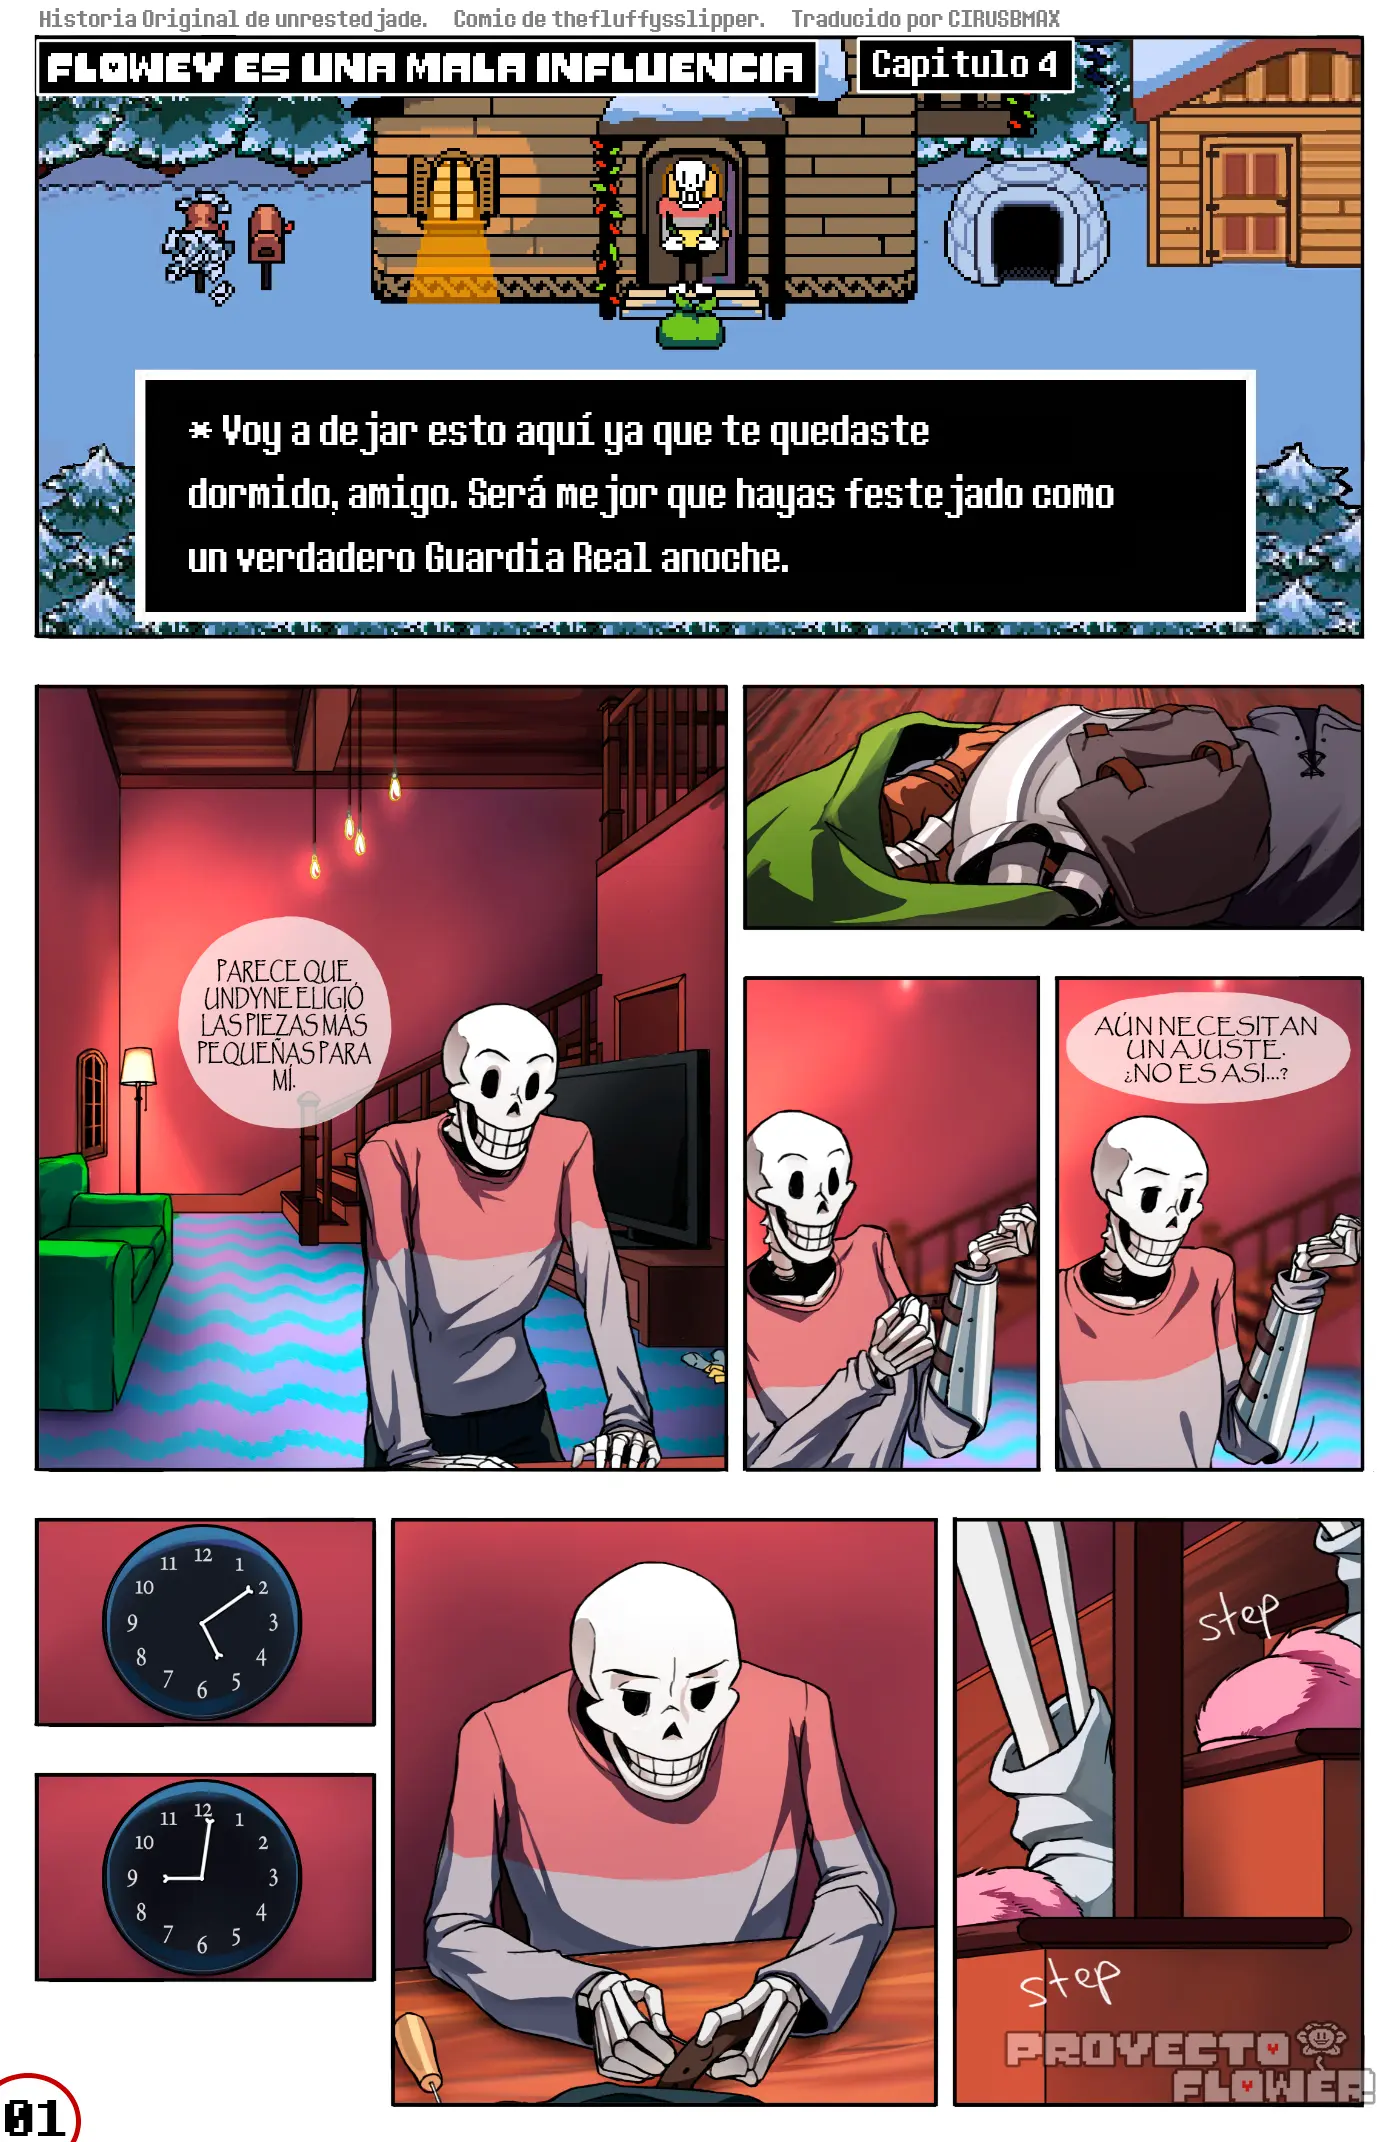 Historia Original de unrestedjade. Comic de thefluffysslipper. Traducido por CIRUSBMAX
FLOWEY ES UNA MALA INFLUENCIA
Capitulo 4
* Voy a dejar esto aquí ya que te quedaste
dormido, amigo. Será mejor que hayas festejado como
un verdadero Guardia Real anoche.
PARECE QUE
UNDYNE ELIGIÓ
LAS PIEZAS MÁS
PEQUEÑAS PARA
MÍ.
AÚN NECESITAN
UN AJUSTE.
¿NO ES ASI...?
12
11 1
10 2
9 3
8 4
7 5
6
step
12
11 1
10 2
9 3
8 4
7 5
6
step
PROYECTO
FLOWER
01